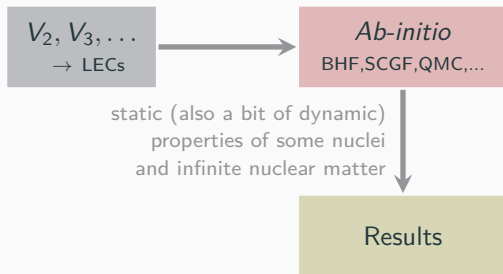 V₂, V₃, . . .
→ LECs
Ab-initio
BHF,SCGF,QMC,...
static (also a bit of dynamic)
properties of some nuclei
and infinite nuclear matter
Results